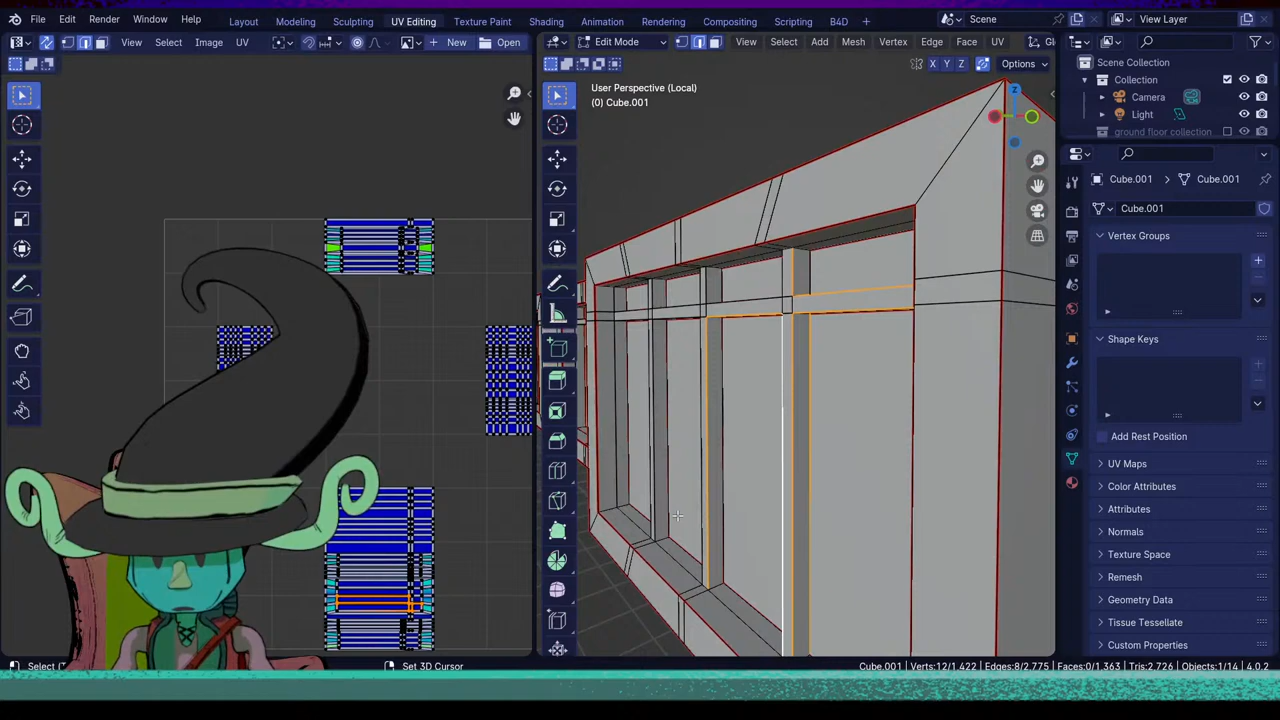 File Edit Render Window Help Layout Modeling Sculpting UV Editing Texture Paint Shading Animation Rendering Compositing Scripting B4D + Scene View Layer
View Select Image UV New Open Edit Mode View Select Add Mesh Vertex Edge Face UV
X Y Z Options
User Perspective (Local)
(0) Cube.001
Z
Scene Collection
Collection
Camera
Light
ground floor collection
Cube.001 Cube.001
Cube.001
Vertex Groups
Shape Keys
Add Rest Position
UV Maps
Color Attributes
Attributes
Normals
Texture Space
Remesh
Geometry Data
Texture Tessellate
Custom Properties
Set 3D Cursor
Cube.001 | Verts:12/1,422 | Edges:8/2,775 | Faces:0/1,363 | Tris:2,726 | Objects:1/14 | 4.0.2